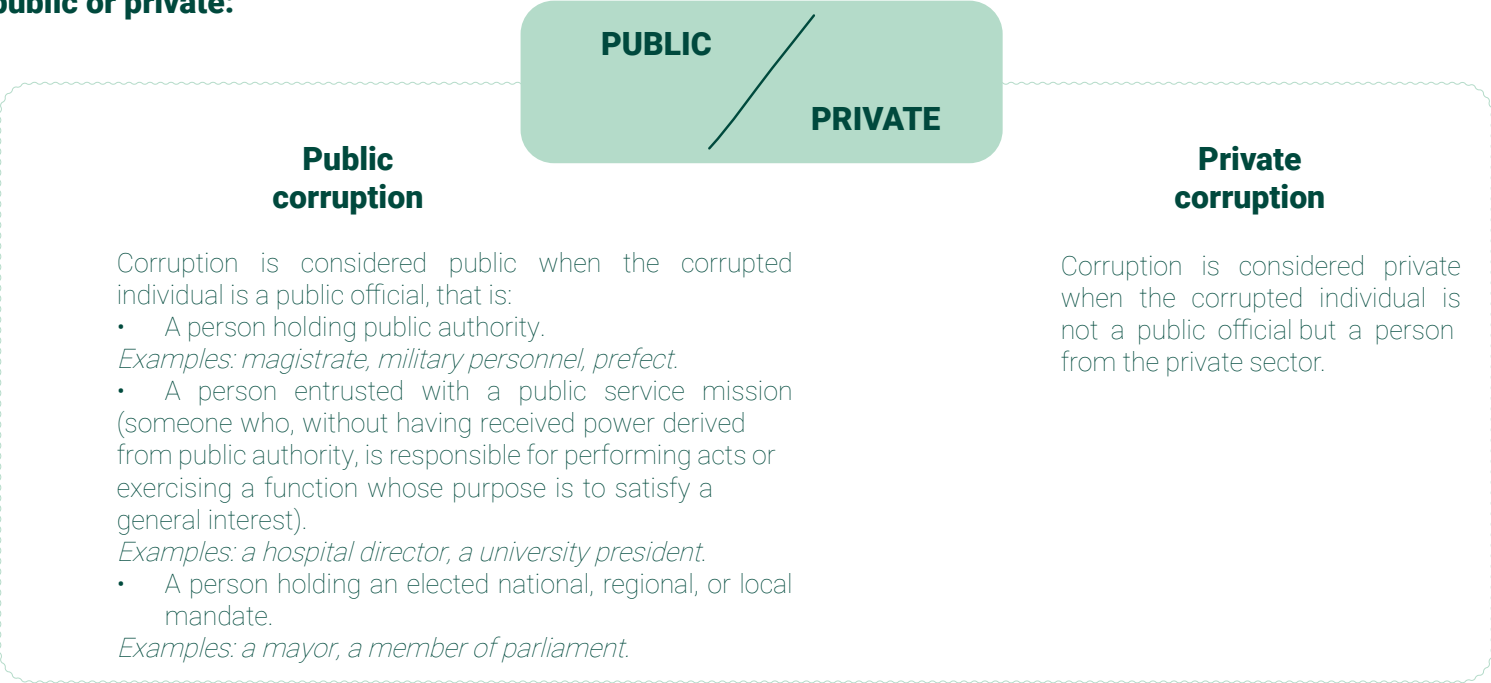 public or private:
PUBLIC
PRIVATE
Public
corruption
Corruption is considered public when the corrupted
individual is a public official, that is:
• A person holding public authority.
Examples: magistrate, military personnel, prefect.
• A person entrusted with a public service mission
(someone who, without having received power derived
from public authority, is responsible for performing acts or
exercising a function whose purpose is to satisfy a
general interest).
Examples: a hospital director, a university president.
• A person holding an elected national, regional, or local
mandate.
Examples: a mayor, a member of parliament.
Private
corruption
Corruption is considered private
when the corrupted individual is
not a public official but a person
from the private sector.